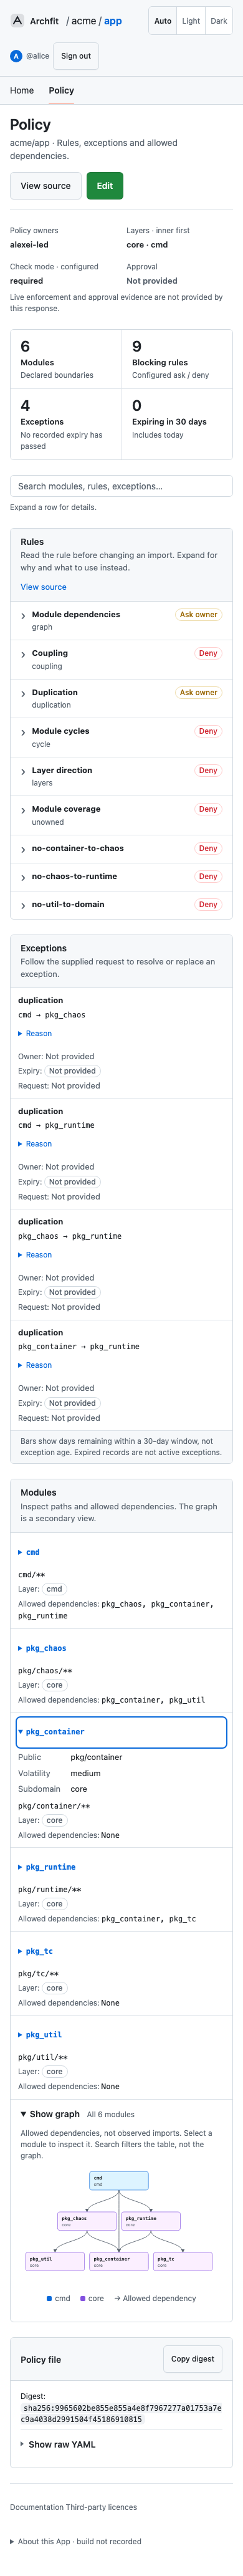 Archfit / acme / app
Auto Light Dark
A @alice Sign out
Home Policy
Policy
acme/app · Rules, exceptions and allowed
dependencies.
View source Edit
Policy owners
alexei-led
Layers · inner first
core · cmd
Check mode · configured
required
Approval
Not provided
Live enforcement and approval evidence are not provided by
this response.
6
Modules
Declared boundaries
9
Blocking rules
Configured ask / deny
4
Exceptions
No recorded expiry has
passed
0
Expiring in 30 days
Includes today
Search modules, rules, exceptions...
Expand a row for details.
Rules
Read the rule before changing an import. Expand for
why and what to use instead.
View source
Module dependencies Ask owner
graph
Coupling Deny
coupling
Duplication Ask owner
duplication
Module cycles Deny
cycle
Layer direction Deny
layers
Module coverage Deny
unowned
no-container-to-chaos Deny
no-chaos-to-runtime Deny
no-util-to-domain Deny
Exceptions
Follow the supplied request to resolve or replace an
exception.
duplication
cmd → pkg_chaos
Reason
Owner: Not provided
Expiry: Not provided
Request: Not provided
duplication
cmd → pkg_runtime
Reason
Owner: Not provided
Expiry: Not provided
Request: Not provided
duplication
pkg_chaos → pkg_runtime
Reason
Owner: Not provided
Expiry: Not provided
Request: Not provided
duplication
pkg_container → pkg_runtime
Reason
Owner: Not provided
Expiry: Not provided
Request: Not provided
Bars show days remaining within a 30-day window, not
exception age. Expired records are not active exceptions.
Modules
Inspect paths and allowed dependencies. The graph
is a secondary view.
cmd
cmd/**
Layer: cmd
Allowed dependencies: pkg_chaos, pkg_container,
pkg_runtime
pkg_chaos
pkg/chaos/**
Layer: core
Allowed dependencies: pkg_container, pkg_util
pkg_container
Public pkg/container
Volatility medium
Subdomain core
pkg/container/**
Layer: core
Allowed dependencies: None
pkg_runtime
pkg/runtime/**
Layer: core
Allowed dependencies: pkg_container, pkg_tc
pkg_tc
pkg/tc/**
Layer: core
Allowed dependencies: None
pkg_util
pkg/util/**
Layer: core
Allowed dependencies: None
Show graph All 6 modules
Allowed dependencies, not observed imports. Select a
module to inspect it. Search filters the table, not the
graph.
cmd
cmd
pkg_chaos
core
pkg_runtime
core
pkg_util
core
pkg_container
core
pkg_tc
core
cmd core → Allowed dependency
Policy file Copy digest
Digest:
sha256:9965602be855e855a4e8f7967277a01753a7e
c9a4038d2991504f45186910815
Show raw YAML
Documentation Third-party licences
About this App · build not recorded